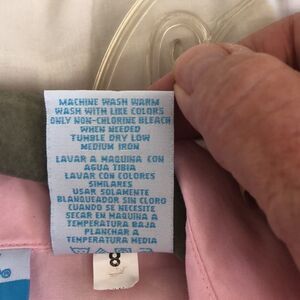 MACHINE WASH WARM
WASH WITH LIKE COLORS
ONLY NON-CHLORINE BLEACH
WHEN NEEDED
TUMBLE DRY LOW
MEDIUM IRON
LAVAR A MAQUINA CON
AGUA TIBIA
LAVAR CON COLORES
SIMILARES
USAR SOLAMENTE
BLANQUEADOR SIN CLORO
CUANDO SE NECESITE
SECAR EN MAQUINA A
TEMPERATURA BAJA
PLANCHAR A
TEMPERATURA MEDIA
8